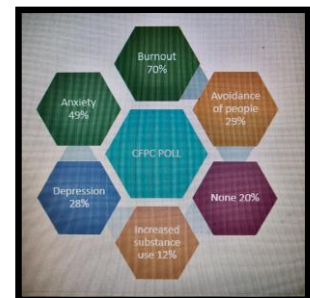 Burnout
70%
Anxiety
49%
Avoidance
of people
29%
CFPC POLL
Depression
28%
None 20%
Increased
substance
use 12%